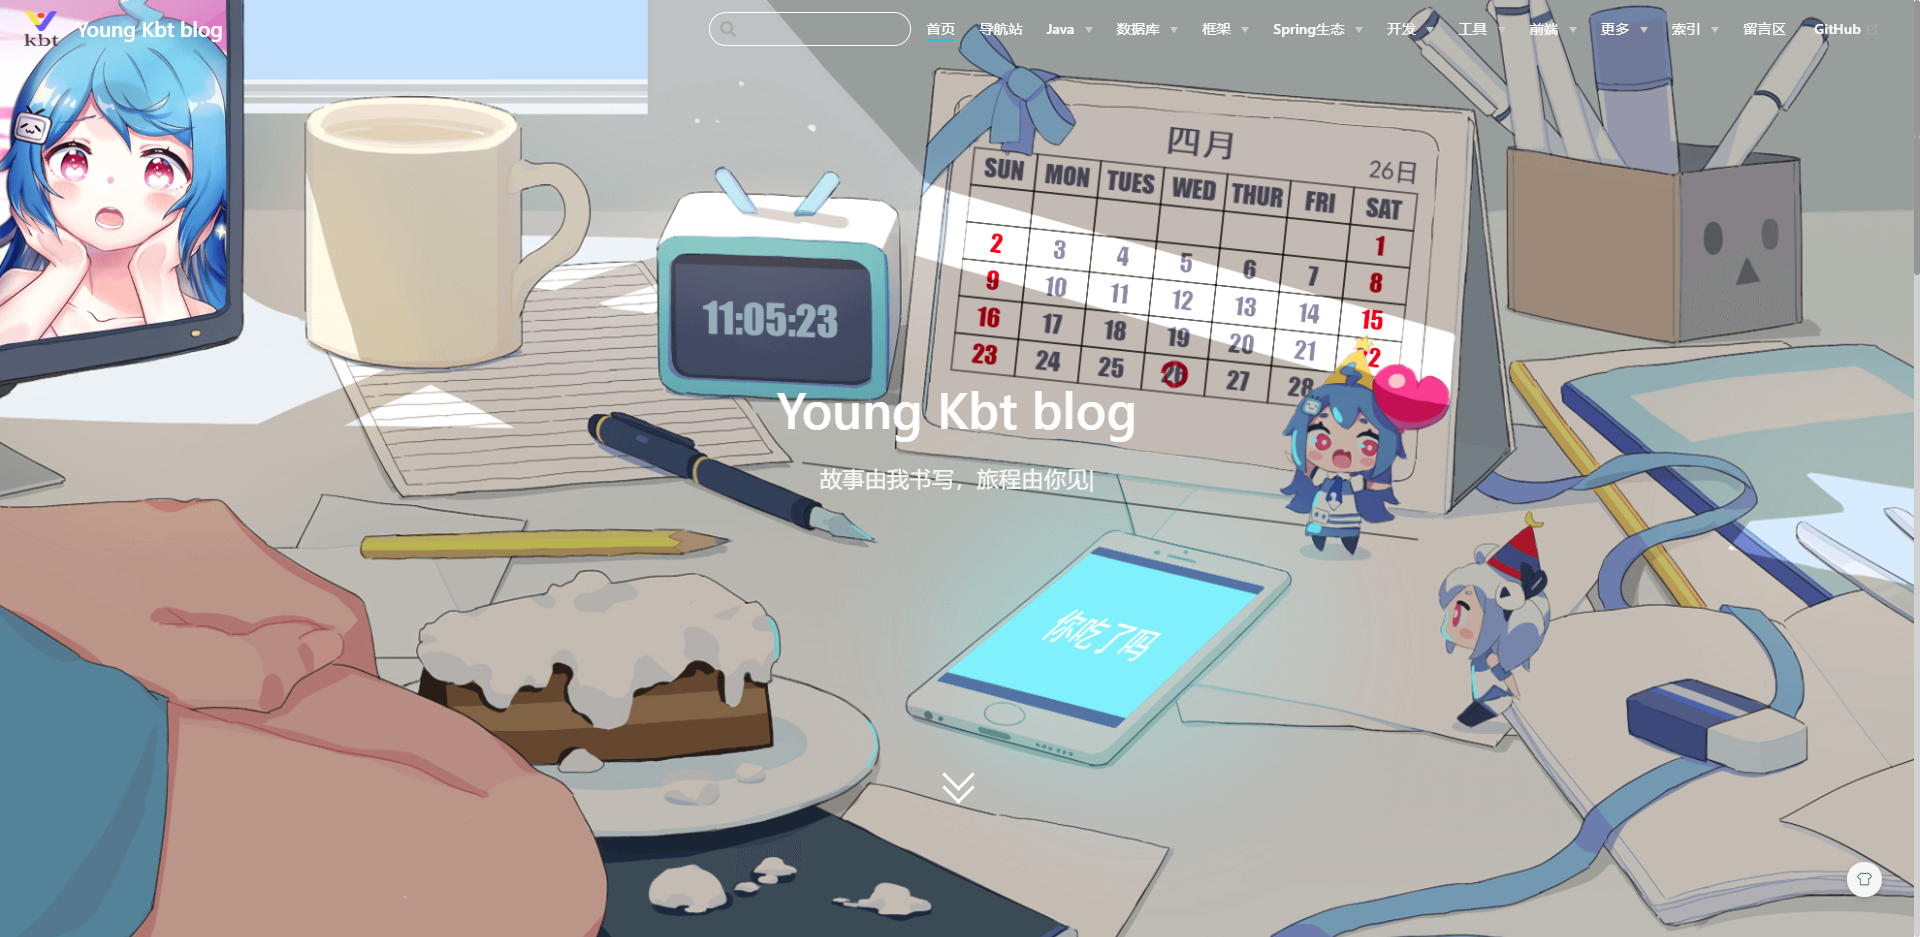 kbt
Young Kbt blog
首页 导航站 Java 数据库 框架 Spring生态 开发 工具 前端 更多 索引 留言区 GitHub
四月
26日
SUN MON TUES WED THUR FRI SAT
1
2 3 4 5 6 7 8
9 10 11 12 13 14 15
16 17 18 19 20 21 22
23 24 25 26 27 28
11:05:23
Young Kbt blog
故事由我书写，旅程由你见
你吃了吗